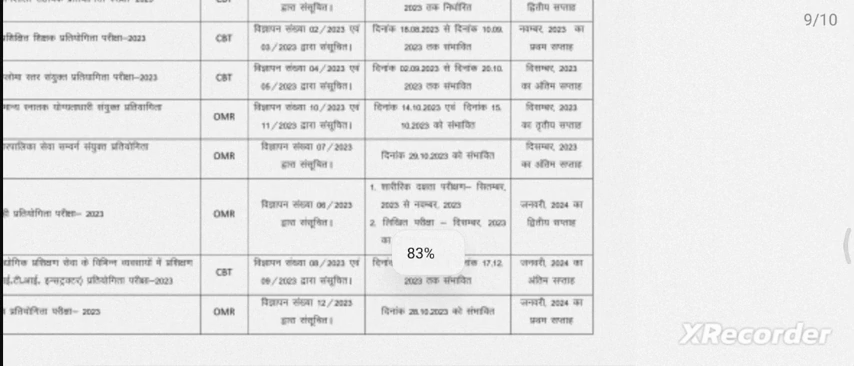 द्वारा संसूचित। 2023 तक निर्धारित द्वितीय सप्ताह
9/10
प्रशिक्षित शिक्षक प्रतियोगिता परीक्षा-2023 CBT विज्ञापन संख्या 02/2023 एवं 03/2023 द्वारा संसूचित। दिनांक 18.08.2023 से दिनांक 10.09. 2023 तक संभावित नवम्बर, 2023 का प्रथम सप्ताह
स्तर संयुक्त प्रतियोगिता परीक्षा-2023 CBT विज्ञापन संख्या 04/2023 एवं 05/2023 द्वारा संसूचित। दिनांक 02.09.2023 से दिनांक 20.10. 2023 तक संभावित दिसम्बर, 2023 का अंतिम सप्ताह
स्नातक योग्यताधारी संयुक्त प्रतियोगिता OMR विज्ञापन संख्या 10/2023 एवं 11/2023 द्वारा संसूचित। दिनांक 14.10.2023 एवं दिनांक 15. 10.2023 को संभावित दिसम्बर, 2023 का तृतीय सप्ताह
सेवा सम्वर्ग संयुक्त प्रतियोगिता OMR विज्ञापन संख्या 07/2023 द्वारा संसूचित। दिनांक 29.10.2023 को संभावित दिसम्बर, 2023 का अंतिम सप्ताह
प्रतियोगिता परीक्षा- 2023 OMR विज्ञापन संख्या 06/2023 द्वारा संसूचित।
1. शारीरिक दक्षता परीक्षण- सितम्बर, 2023 से नवम्बर, 2023
2. लिखित परीक्षा - दिसम्बर, 2023 का
जनवरी, 2024 का द्वितीय सप्ताह
83%
प्रशिक्षण सेवा के विभिन्न व्यवसायों में प्रशिक्षण
इन्सट्रक्टर) प्रतियोगिता परीक्षा-2023 CBT विज्ञापन संख्या 08/2023 एवं 09/2023 द्वारा संसूचित। 17.12. 2023 तक संभावित जनवरी, 2024 का अंतिम सप्ताह
प्रतियोगिता परीक्षा- 2023 OMR विज्ञापन संख्या 12/2023 द्वारा संसूचित। दिनांक 28.10.2023 को संभावित जनवरी, 2024 का प्रथम सप्ताह
XRecorder